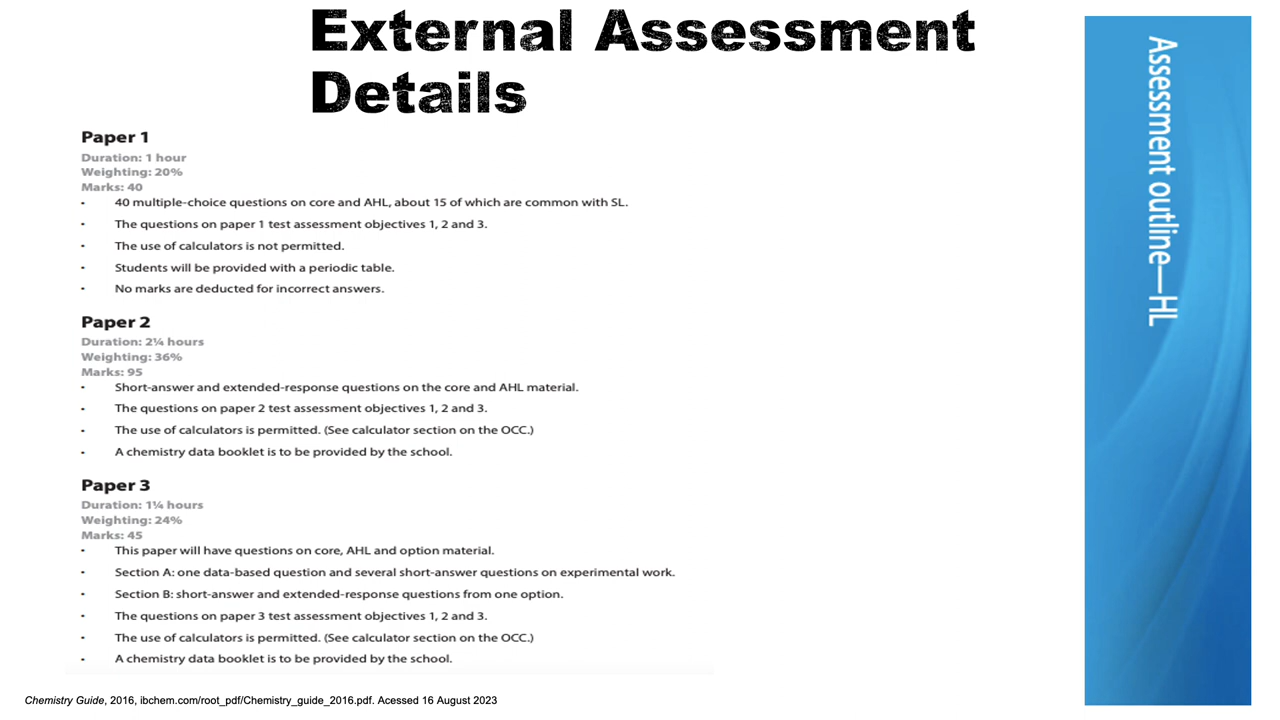 External Assessment
Details
Paper 1
Duration: 1 hour
Weighting: 20%
Marks: 40
• 40 multiple-choice questions on core and AHL, about 15 of which are common with SL.
• The questions on paper 1 test assessment objectives 1, 2 and 3.
• The use of calculators is not permitted.
• Students will be provided with a periodic table.
• No marks are deducted for incorrect answers.
Paper 2
Duration: 2¼ hours
Weighting: 36%
Marks: 95
• Short-answer and extended-response questions on the core and AHL material.
• The questions on paper 2 test assessment objectives 1, 2 and 3.
• The use of calculators is permitted. (See calculator section on the OCC.)
• A chemistry data booklet is to be provided by the school.
Paper 3
Duration: 1¼ hours
Weighting: 24%
Marks: 45
• This paper will have questions on core, AHL and option material.
• Section A: one data-based question and several short-answer questions on experimental work.
• Section B: short-answer and extended-response questions from one option.
• The questions on paper 3 test assessment objectives 1, 2 and 3.
• The use of calculators is permitted. (See calculator section on the OCC.)
• A chemistry data booklet is to be provided by the school.
Chemistry Guide, 2016, ibchem.com/root_pdf/Chemistry_guide_2016.pdf. Acessed 16 August 2023
Assessment outline—HL